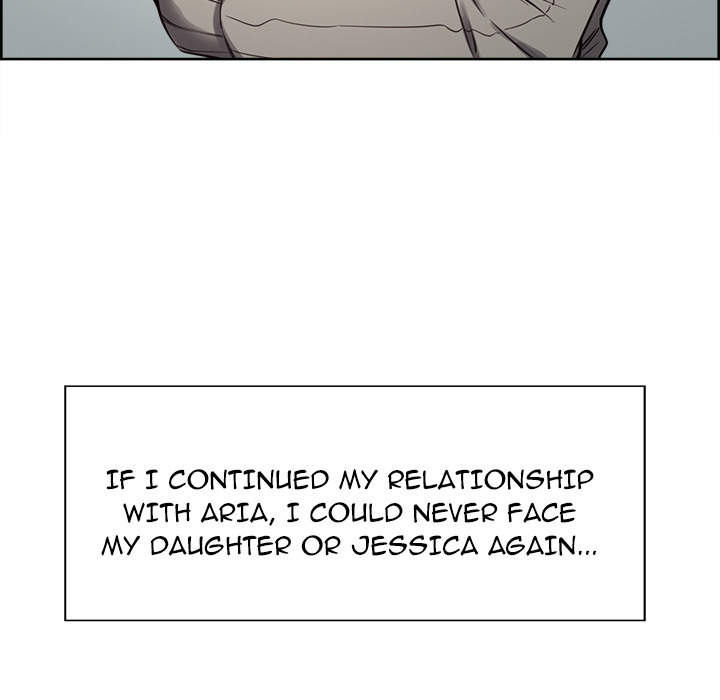 IF I CONTINUED MY RELATIONSHIP
WITH ARIA, I COULD NEVER FACE
MY DAUGHTER OR JESSICA AGAIN...